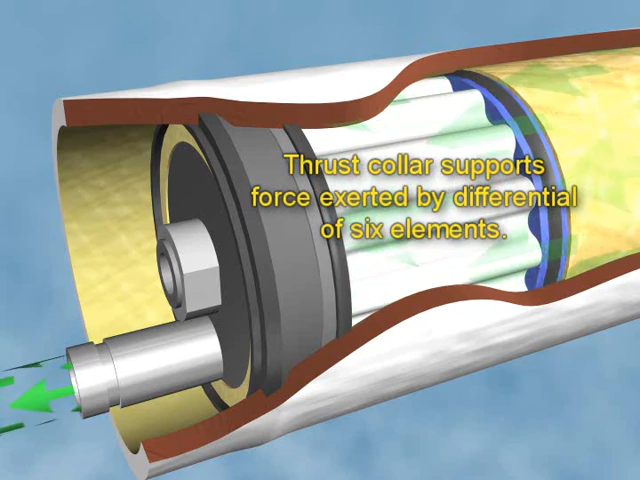 Thrust collar supports
force exerted by differential
of six elements.